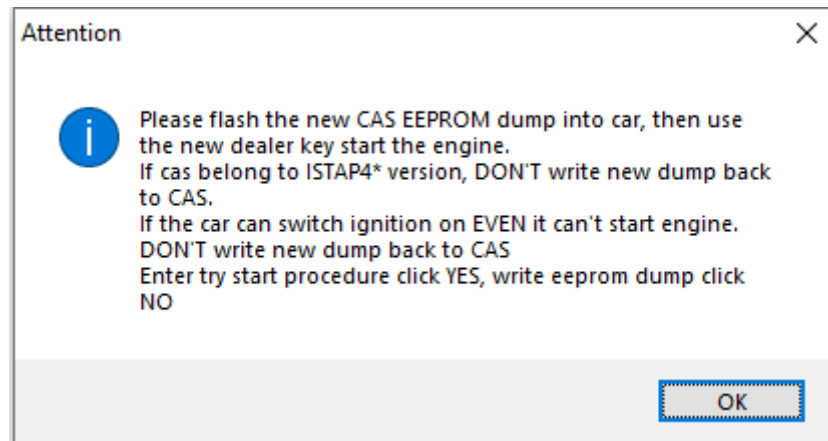 Attention
Please flash the new CAS EEPROM dump into car, then use
the new dealer key start the engine.
If cas belong to ISTAP4* version, DON'T write new dump back
to CAS.
If the car can switch ignition on EVEN it can't start engine.
DON'T write new dump back to CAS
Enter try start procedure click YES, write eeprom dump click
NO
OK